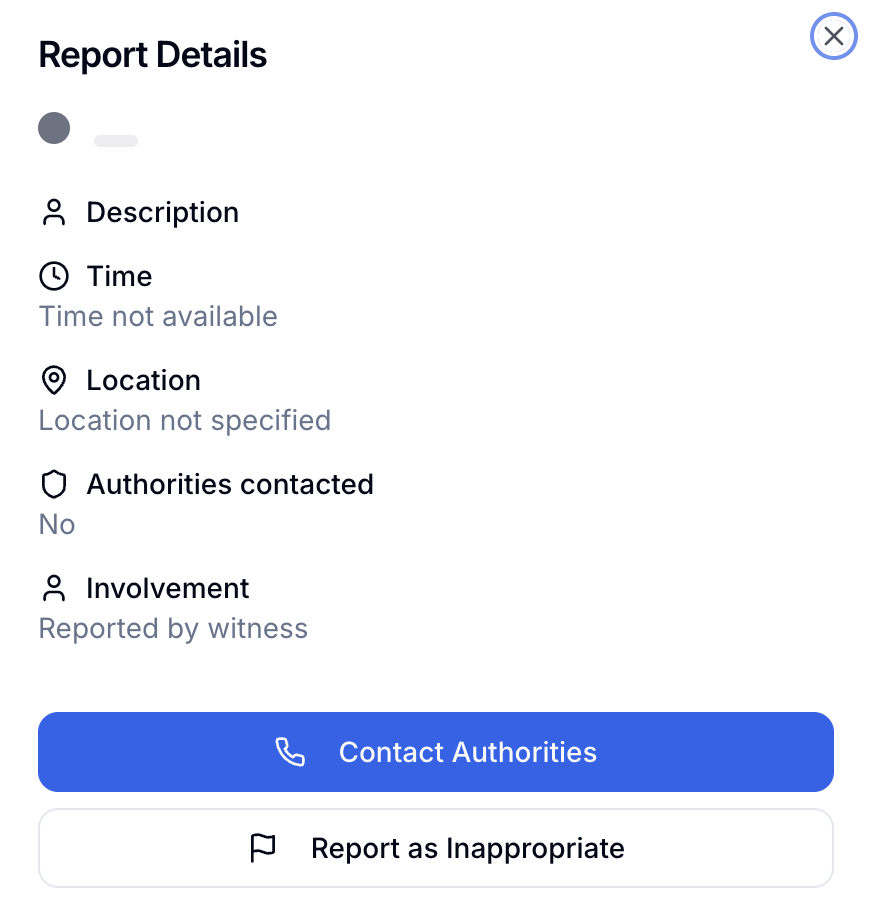 Report Details
Description
Time
Time not available
Location
Location not specified
Authorities contacted
No
Involvement
Reported by witness
Contact Authorities
Report as Inappropriate